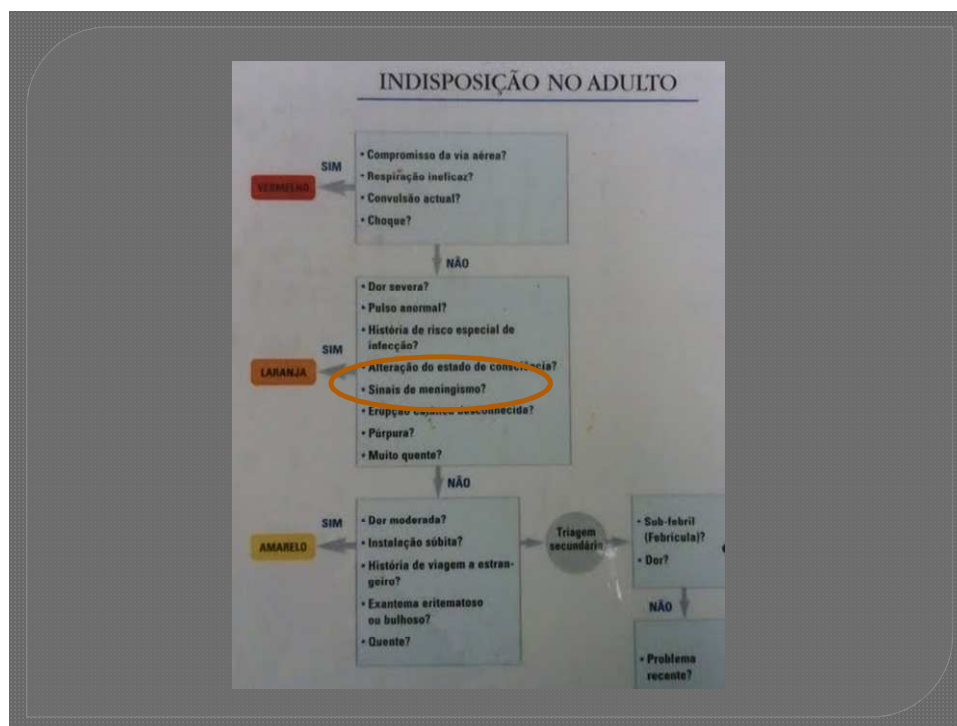 INDISPOSIÇÃO NO ADULTO
• Compromisso da via aérea?
SIM
VERMELHO
• Respiração ineficaz?
• Convulsão actual?
• Choque?
NÃO
• Dor severa?
• Pulso anormal?
• História de risco especial de
infecção?
SIM
LARANJA
• Alteração do estado de consciência?
• Sinais de meningismo?
• Erupção cutânea desconhecida?
• Púrpura?
• Muito quente?
NÃO
SIM
AMARELO
• Dor moderada?
• Instalação súbita?
• História de viagem a estran-
geiro?
• Exantema eritematoso
ou bulhoso?
• Quente?
Triagem
secundária
• Sub-febril
(Febrícula)?
• Dor?
NÃO
• Problema
recente?